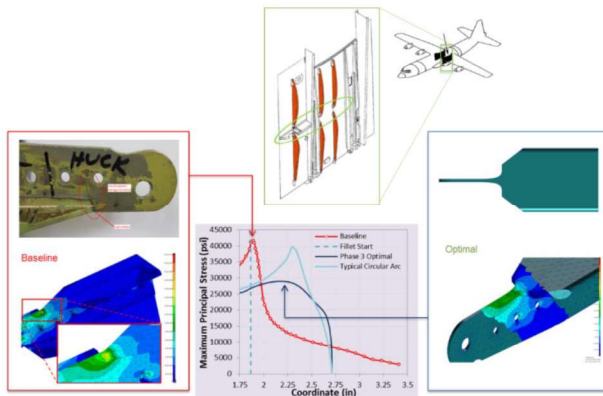 HUCK
Baseline
Optimal
Maximum Principal Stress (psi)
45000
40000
35000
30000
25000
20000
15000
10000
5000
0
Baseline
Fillet Start
Phase 3 Optimal
Typical Circular Arc
1.75
2
2.25
2.5
2.75
3
3.25
3.5
Coordinate (in)